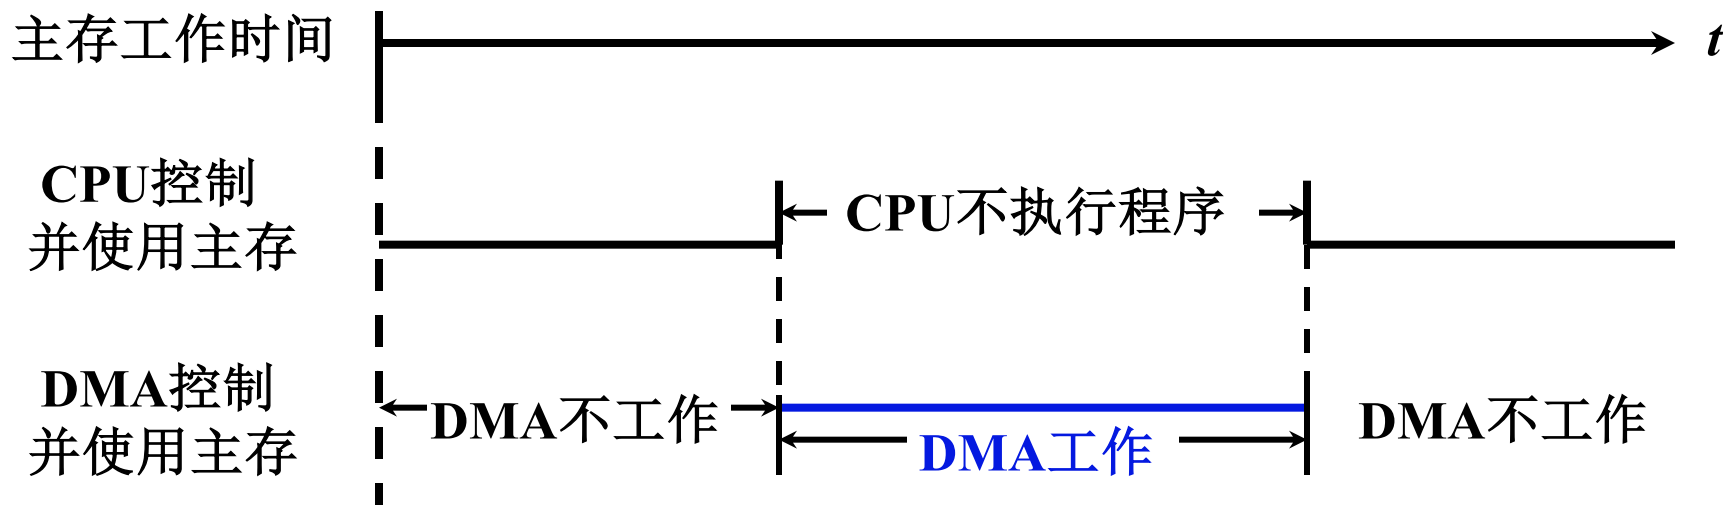 主存工作时间
t
CPU控制
并使用主存
CPU不执行程序
DMA控制
并使用主存
DMA不工作
DMA工作
DMA不工作